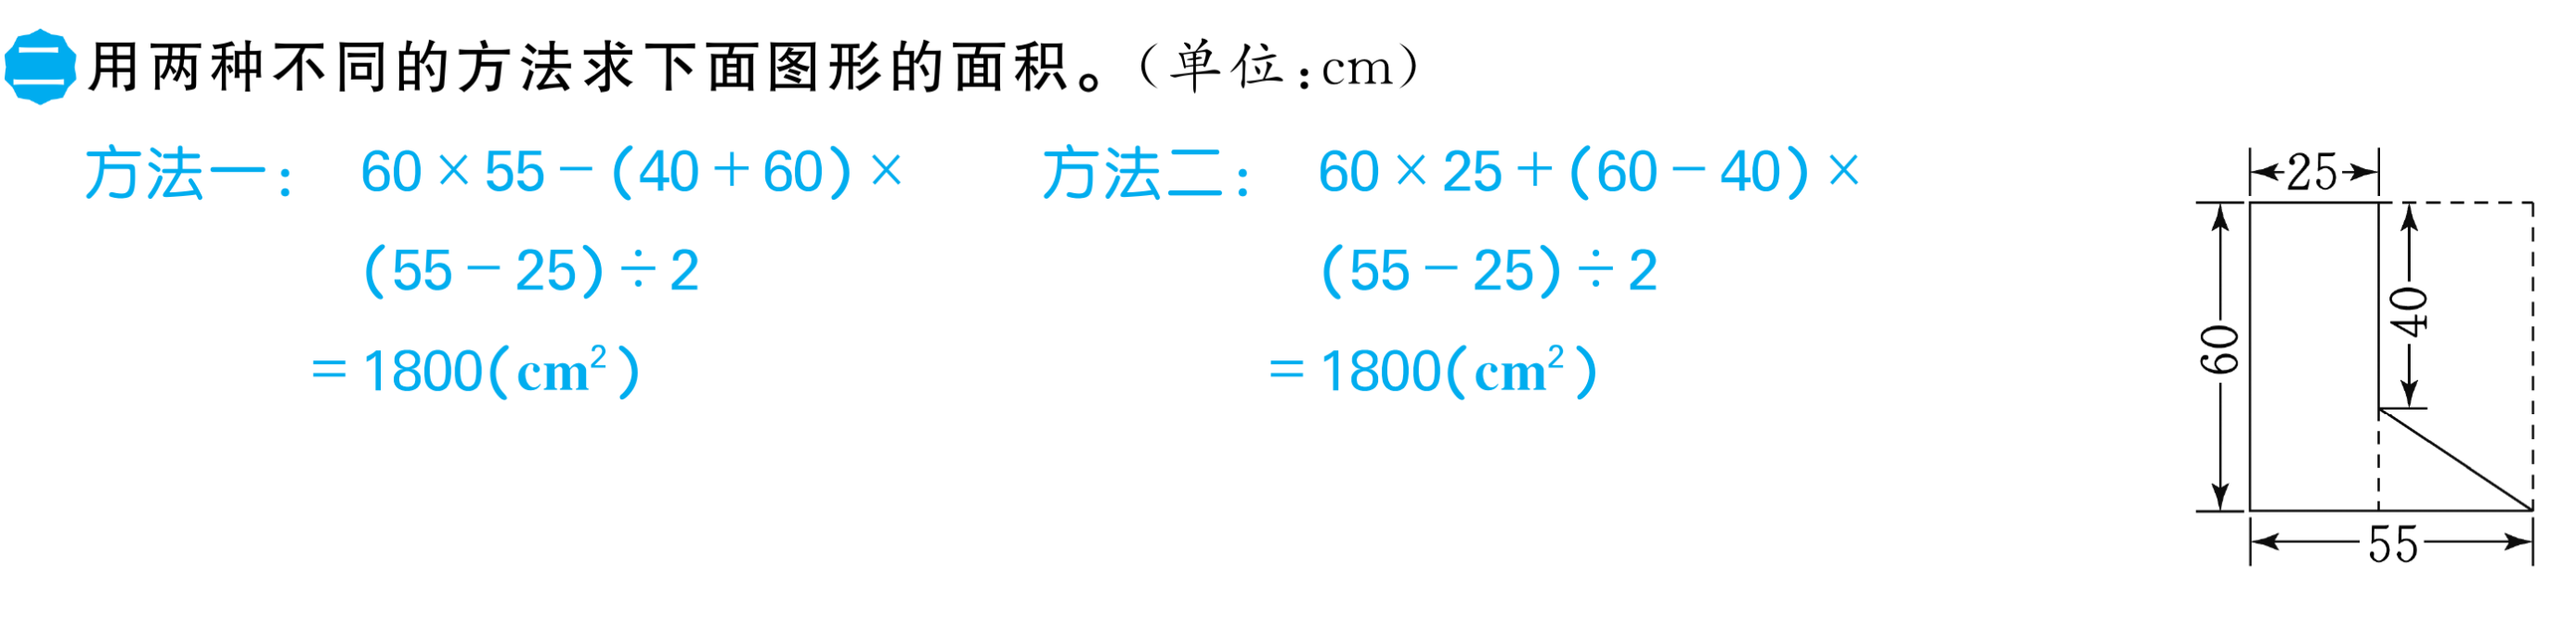 二 用两种不同的方法求下面图形的面积。(单位:cm)
方法一: 60×55-(40+60)×
(55-25)÷2
=1800(cm²)
方法二: 60×25+(60-40)×
(55-25)÷2
=1800(cm²)
25
60
40
55